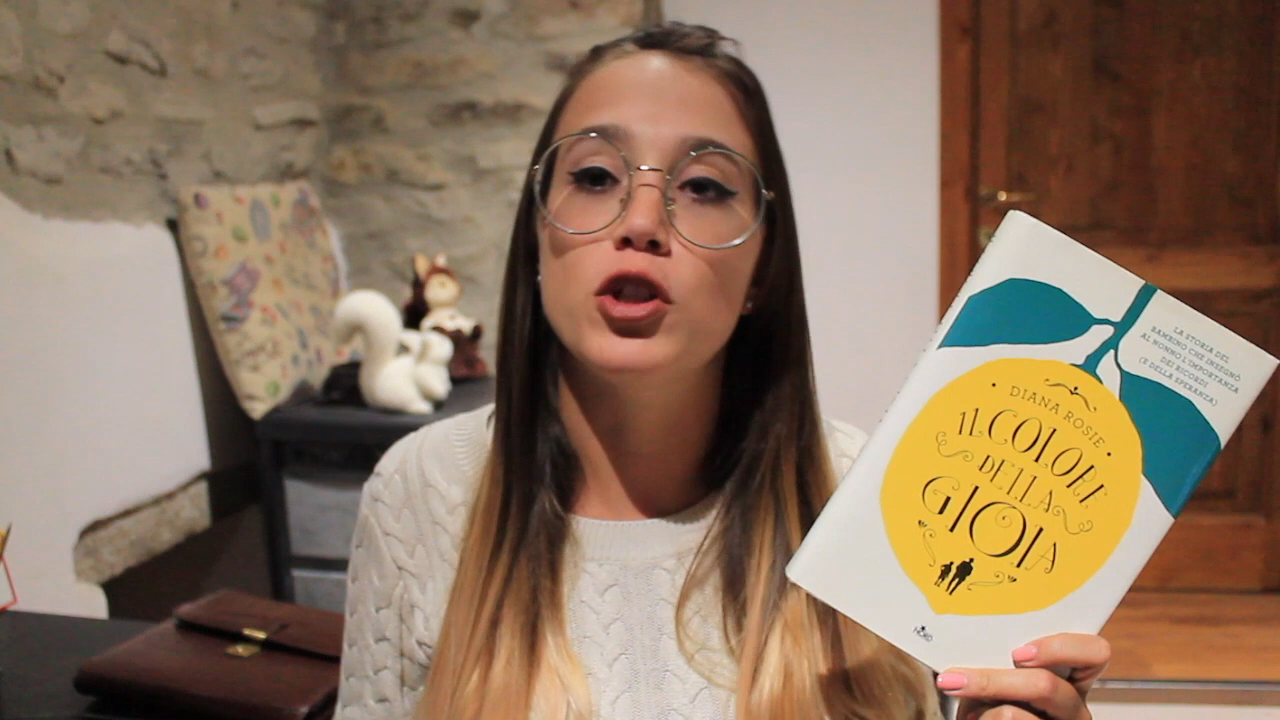 LA STORIA DEL
BAMBINO CHE INSEGNÒ
AL NONNO L'IMPORTANZA
DEI RICORDI
(E DELLA SPERANZA)
DIANA ROSIE
IL COLORE
DELLA
GIOIA
NORD